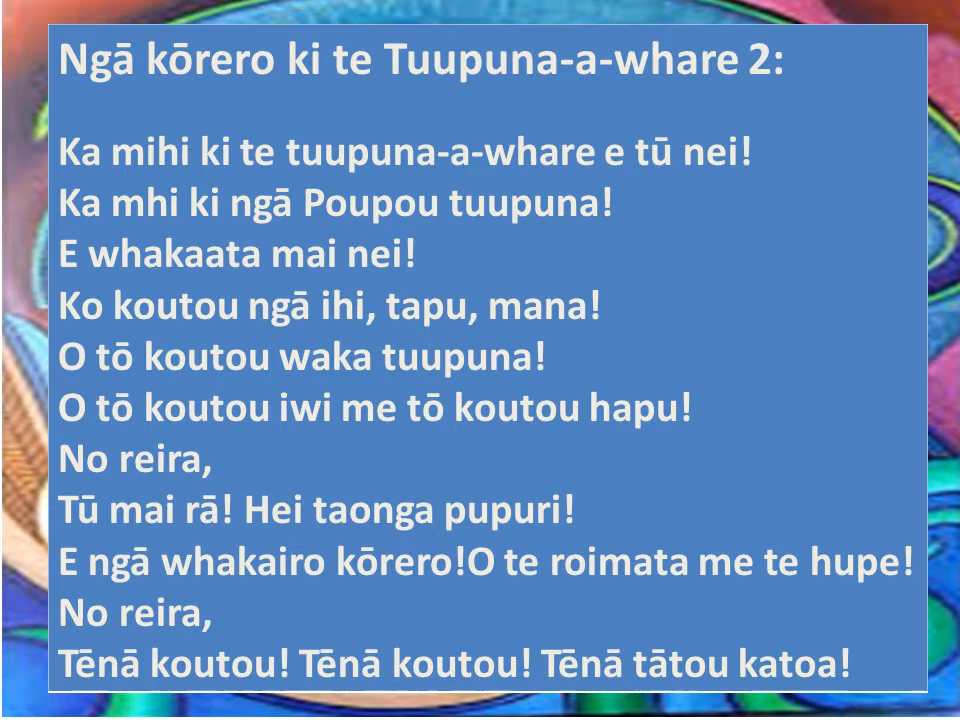 Ngā kōrero ki te Tuupuna-a-whare 2:
Ka mihi ki te tuupuna-a-whare e tū nei!
Ka mhi ki ngā Poupou tuupuna!
E whakaata mai nei!
Ko koutou ngā ihi, tapu, mana!
O tō koutou waka tuupuna!
O tō koutou iwi me tō koutou hapu!
No reira,
Tū mai rā! Hei taonga pupuri!
E ngā whakairo kōrero!O te roimata me te hupe!
No reira,
Tēnā koutou! Tēnā koutou! Tēnā tātou katoa!